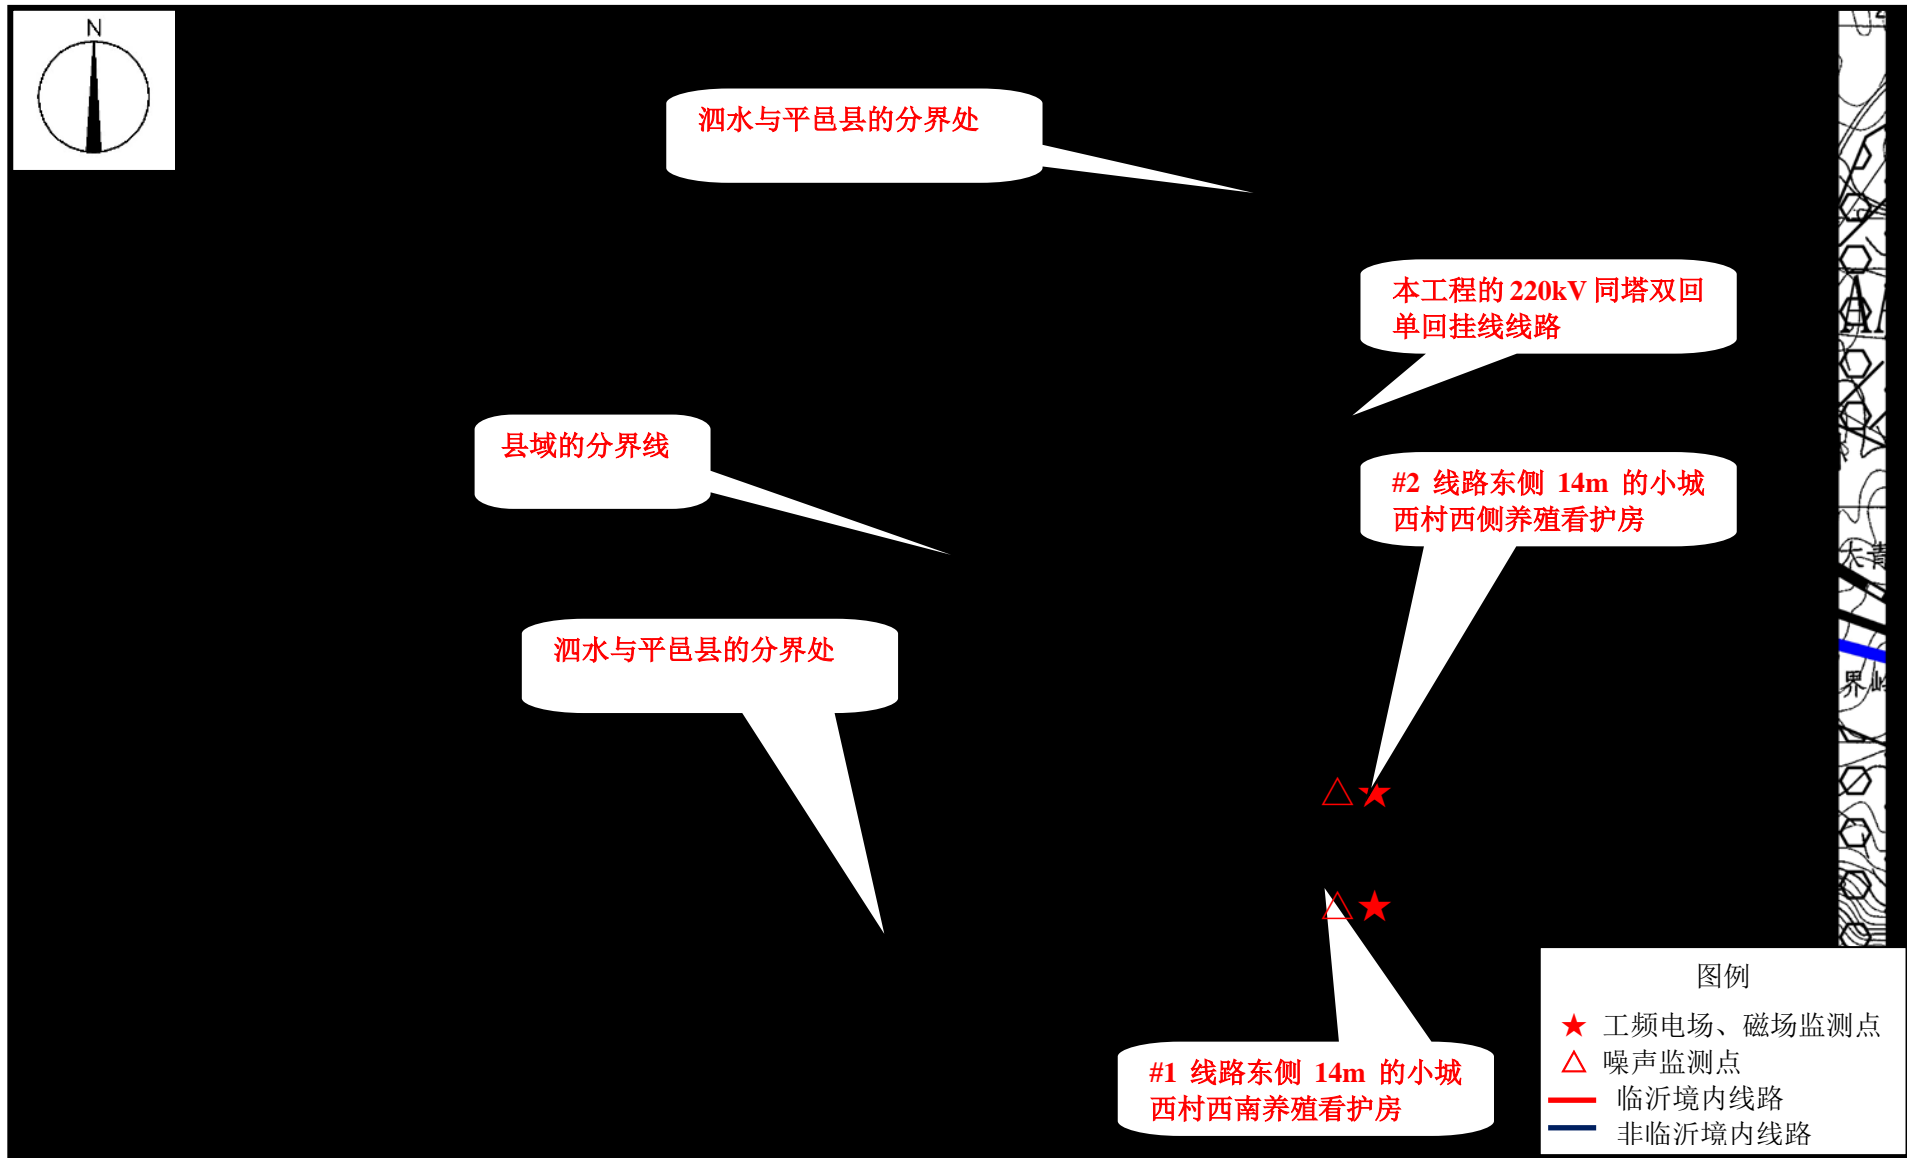 N
泗水与平邑县的分界处
本工程的 220kV 同塔双回
单回挂线线路
县域的分界线
#2 线路东侧 14m 的小城
西村西侧养殖看护房
泗水与平邑县的分界处
界岭
#1 线路东侧 14m 的小城
西村西南养殖看护房
图例
工频电场、磁场监测点
噪声监测点
临沂境内线路
非临沂境内线路